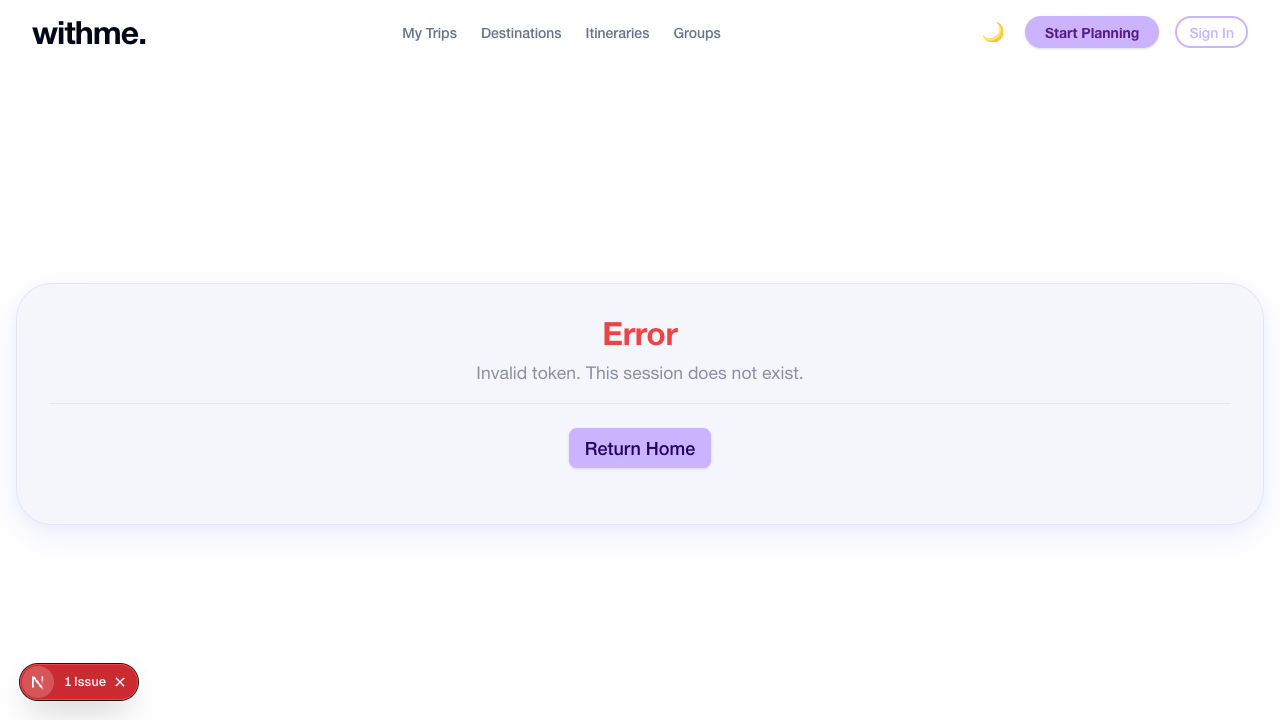 withme.
My Trips
Destinations
Itineraries
Groups
Start Planning
Sign In
Error
Invalid token. This session does not exist.
Return Home
N
1 Issue